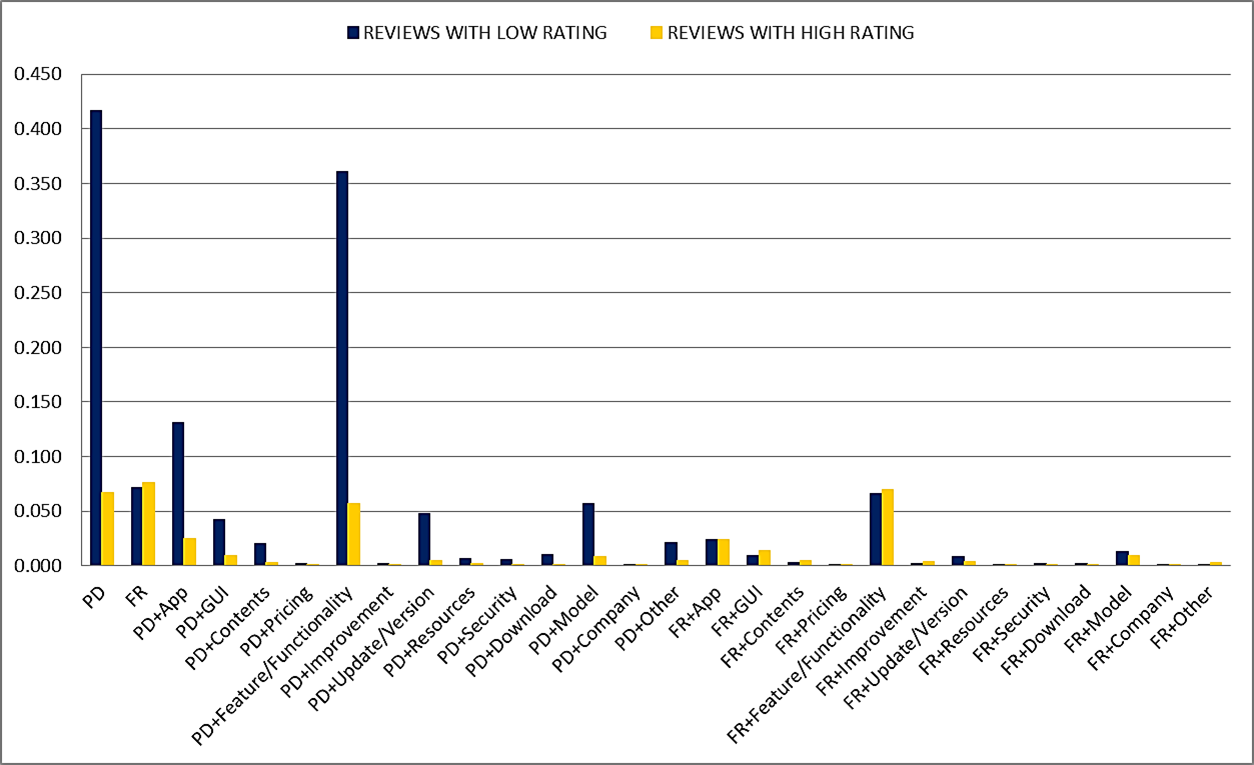 REVIEWS WITH LOW RATING REVIEWS WITH HIGH RATING
0.450
0.400
0.350
0.300
0.250
0.200
0.150
0.100
0.050
0.000
PD
FR
PD+App
PD+GUI
PD+Contents
PD+Pricing
PD+Feature/Functionality
PD+Improvement
PD+Update/Version
PD+Resources
PD+Security
PD+Download
PD+Model
PD+Company
PD+Other
FR+App
FR+GUI
FR+Contents
FR+Pricing
FR+Feature/Functionality
FR+Improvement
FR+Update/Version
FR+Resources
FR+Security
FR+Download
FR+Model
FR+Company
FR+Other